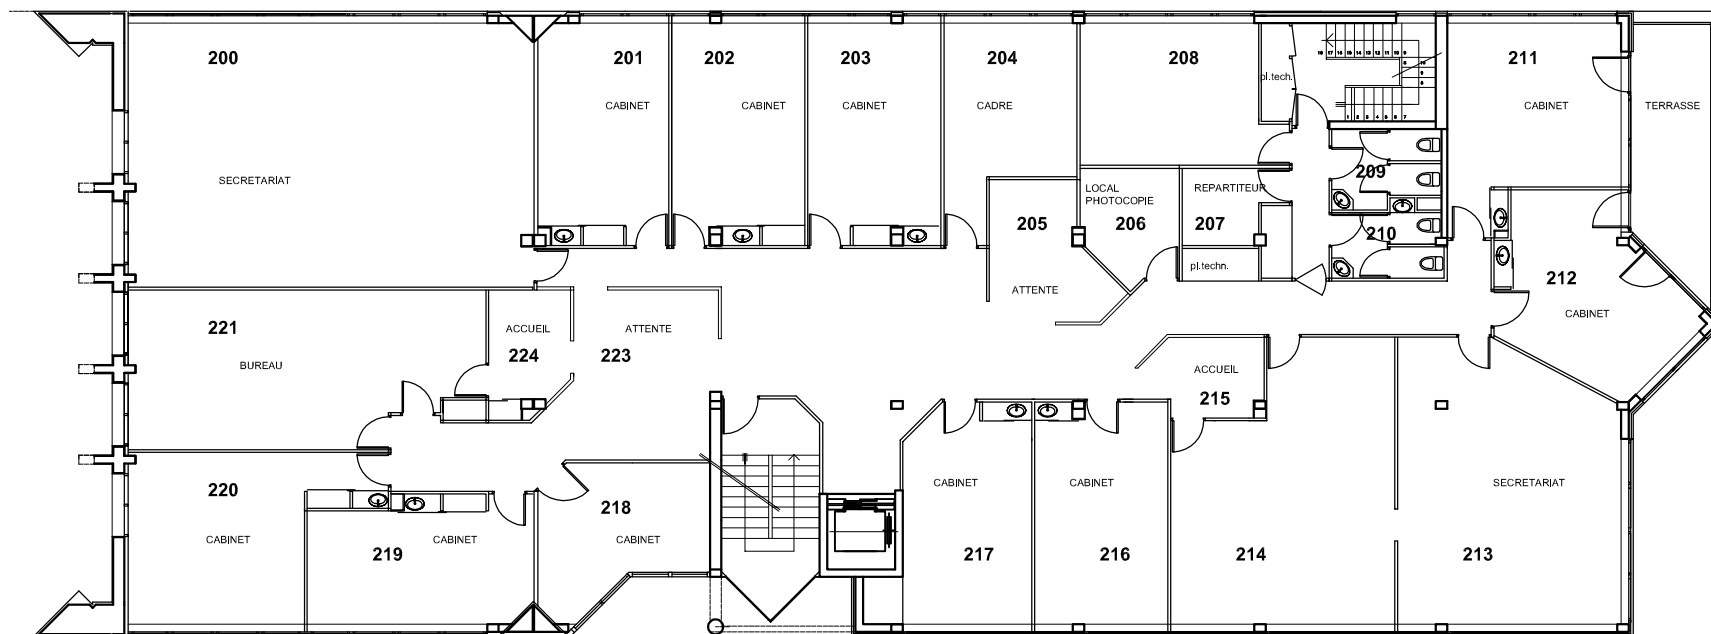 200
201
202
203
204
208
211
pl.tech.
CABINET
CABINET
CABINET
CADRE
CABINET
TERRASSE
SECRETARIAT
209
LOCAL
PHOTOCOPIE
REPARTITEUR
205
206
207
210
pl.techn.
ATTENTE
212
CABINET
221
ACCUEIL
ATTENTE
BUREAU
224
223
ACCUEIL
215
220
218
CABINET
CABINET
SECRETARIAT
CABINET
CABINET
CABINET
219
217
216
214
213